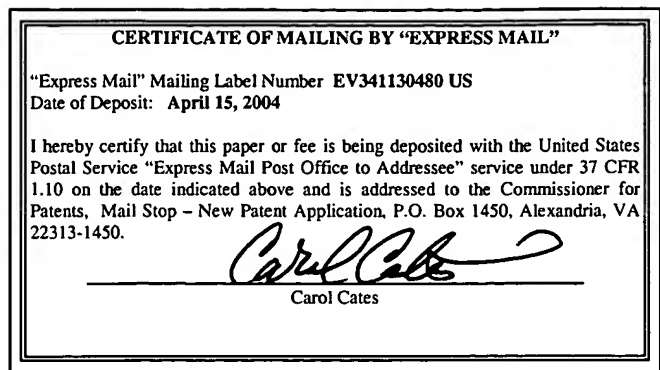 CERTIFICATE OF MAILING BY “EXPRESS MAIL”
“Express Mail” Mailing Label Number EV341130480 US
Date of Deposit: April 15, 2004
I hereby certify that this paper or fee is being deposited with the United States
Postal Service “Express Mail Post Office to Addressee” service under 37 CFR
1.10 on the date indicated above and is addressed to the Commissioner for
Patents, Mail Stop – New Patent Application, P.O. Box 1450, Alexandria, VA
22313-1450.
Carol Cates
Carol Cates